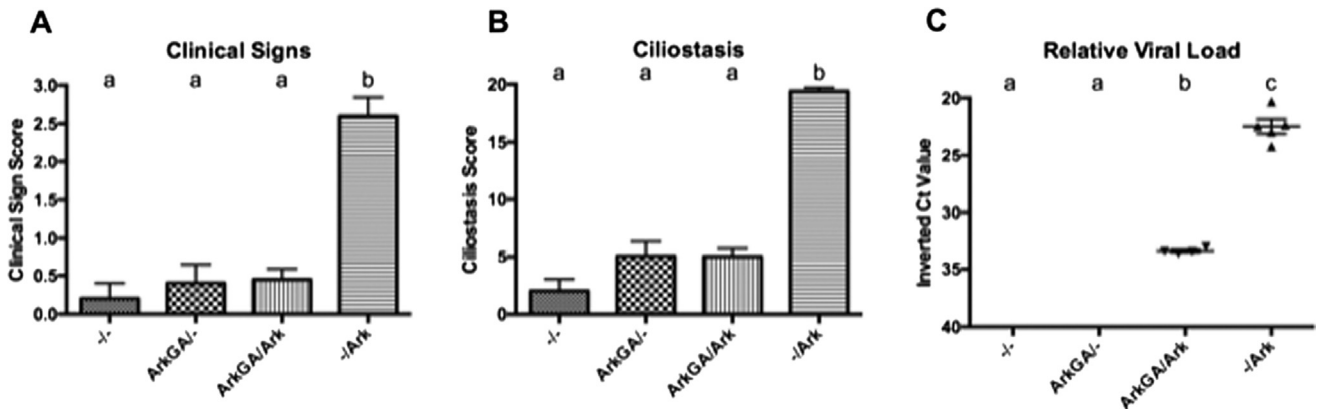 A
Clinical Signs
a a a b
Clinical Sign Score
3.0
2.5
2.0
1.5
1.0
0.5
0.0
-/-
ArkGA/-
ArkGA/Ark
-/Ark
B
Ciliostasis
a a a b
Ciliostasis Score
20
15
10
5
0
-/-
ArkGA/-
ArkGA/Ark
-/Ark
C
Relative Viral Load
a a b c
Inverted Ct Value
20
25
30
35
40
-/-
ArkGA/-
ArkGA/Ark
-/Ark